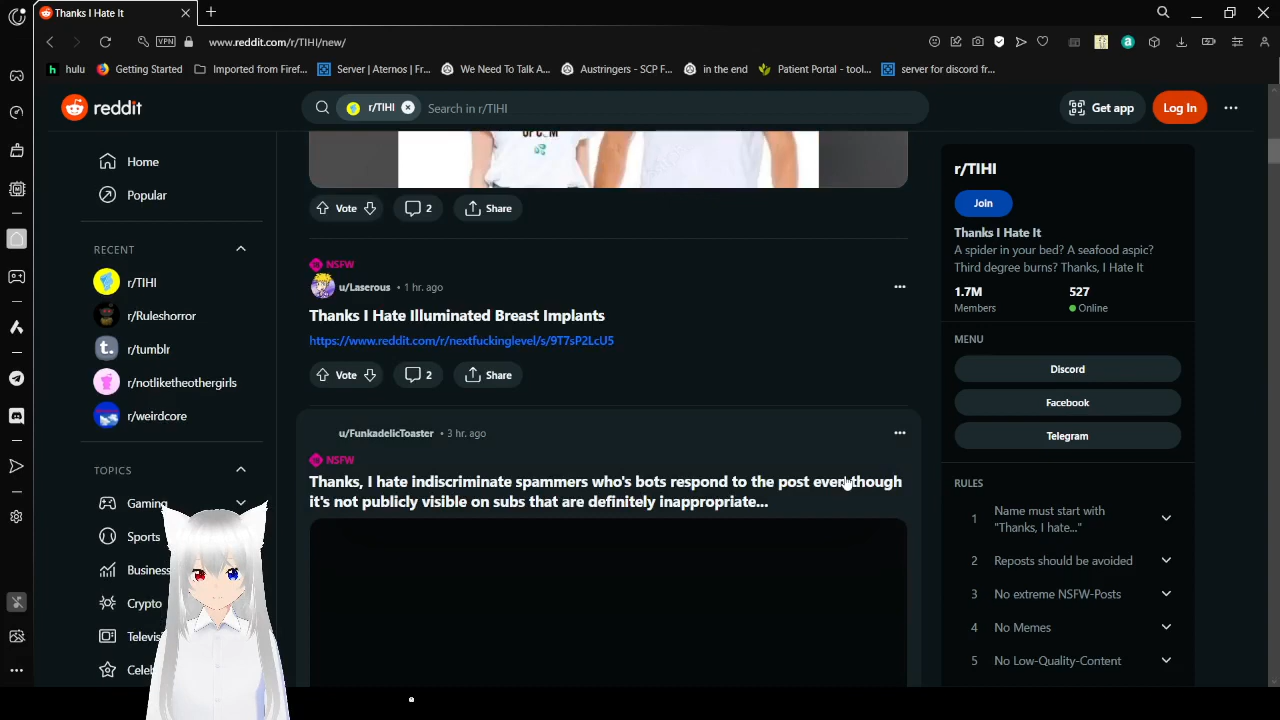 Thanks I Hate It
VPN
www.reddit.com/r/TIHI/new/
hulu
Getting Started
Imported from Firef...
Server | Aternos | Fr...
We Need To Talk A...
Austringers - SCP F...
in the end
Patient Portal - tool...
server for discord fr...
reddit
r/TIHI
Search in r/TIHI
Get app
Log In
Home
Popular
RECENT
r/TIHI
r/Ruleshorror
r/tumblr
r/notliketheothergirls
r/weirdcore
TOPICS
Gaming
Sports
Business
Crypto
Televis
Celeb
Vote
2
Share
NSFW
u/Laserous • 1 hr. ago
Thanks I Hate Illuminated Breast Implants
https://www.reddit.com/r/nextfuckinglevel/s/9T7sP2LcU5
Vote
2
Share
u/FunkadelicToaster • 3 hr. ago
NSFW
Thanks, I hate indiscriminate spammers who's bots respond to the post even though
it's not publicly visible on subs that are definitely inappropriate...
r/TIHI
Join
Thanks I Hate It
A spider in your bed? A seafood aspic?
Third degree burns? Thanks, I Hate It
1.7M
Members
527
Online
MENU
Discord
Facebook
Telegram
RULES
1
Name must start with
"Thanks, I hate..."
2
Reposts should be avoided
3
No extreme NSFW-Posts
4
No Memes
5
No Low-Quality-Content